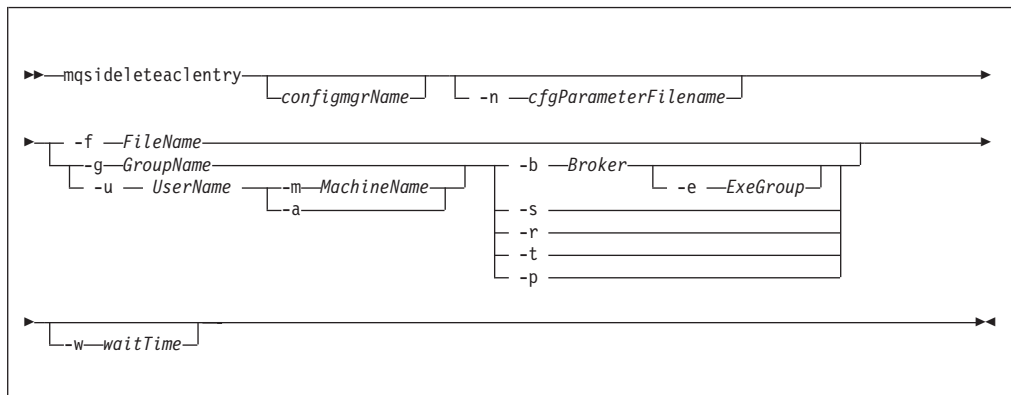 mqsideleteaclentry
configmgrName -n cfgParameterFilename
-f FileName
-g GroupName -b Broker
-u UserName -m MachineName -e ExeGroup
-a -s
-r
-t
-p
-w waitTime